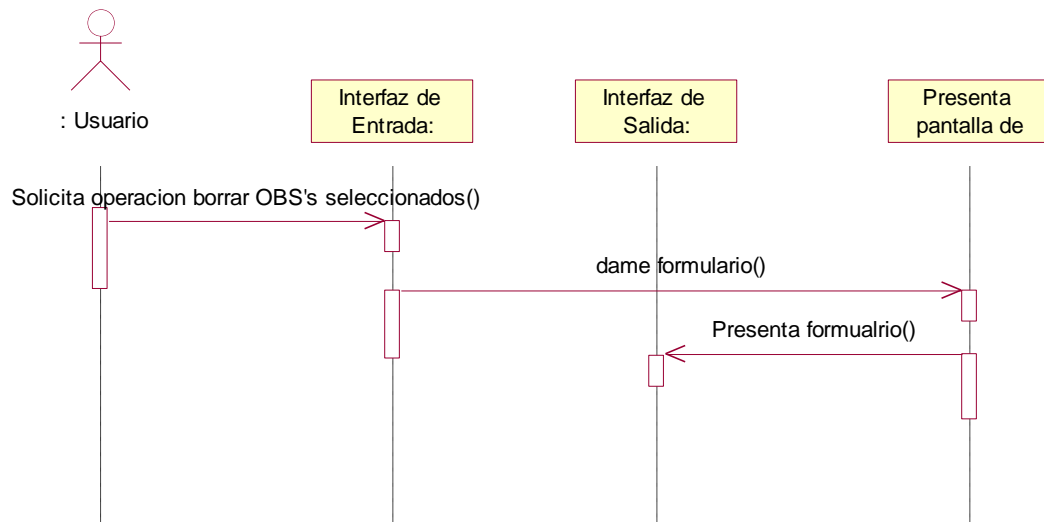 : Usuario
Interfaz de
Entrada:
Interfaz de
Salida:
Presenta
pantalla de
Solicita operacion borrar OBS's seleccionados()
dame formulario()
Presenta formualrio()